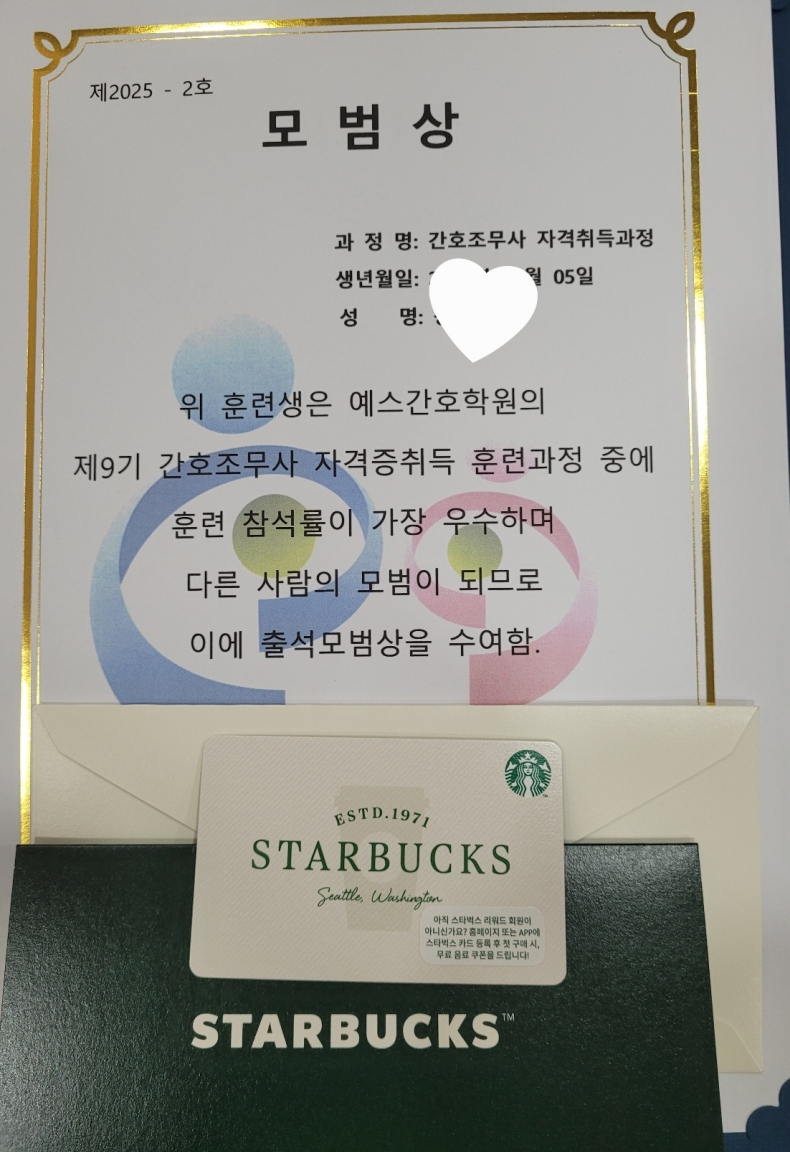 제2025 - 2호
모 범 상
과 정 명: 간호조무사 자격취득과정
생년월일: 월 05일
성 명:
위 훈련생은 예스간호학원의
제9기 간호조무사 자격증취득 훈련과정 중에
훈련 참석률이 가장 우수하며
다른 사람의 모범이 되므로
이에 출석모범상을 수여함.
ESTD.1971
STARBUCKS
Seattle, Washington
아직 스타벅스 리워드 회원이
아니신가요? 홈페이지 또는 APP에
스타벅스 카드 등록 후 첫 구매 시,
무료 음료 쿠폰을 드립니다!
STARBUCKS™